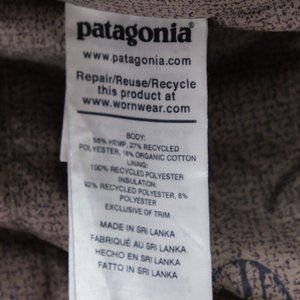 patagonia®
www.patagonia.com
Repair/Reuse/Recycle
this product at
www.wornwear.com
BODY:
55% HEMP, 27% RECYCLED
POLYESTER, 18% ORGANIC COTTON
LINING:
100% RECYCLED POLYESTER
INSULATION:
92% RECYCLED POLYESTER, 8%
POLYESTER
EXCLUSIVE OF TRIM
MADE IN SRI LANKA
FABRIQUÉ AU SRI LANKA
HECHO EN SRI LANKA
FATTO IN SRI LANKA